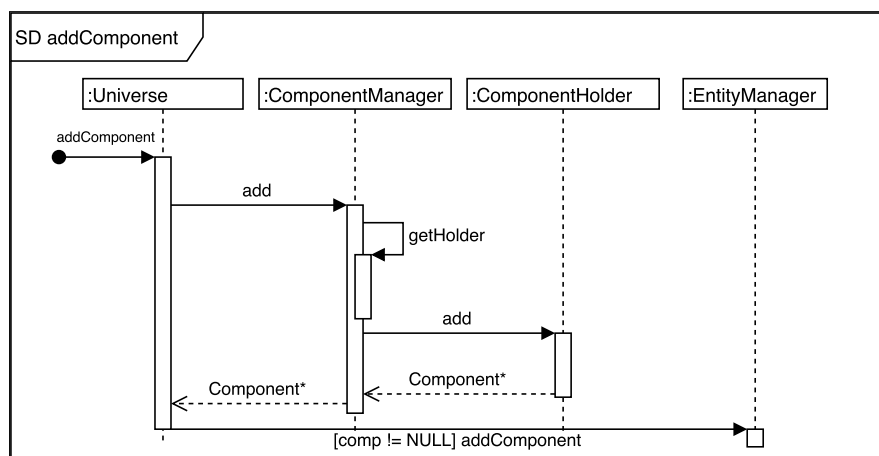 SD addComponent
:Universe
:ComponentManager
:ComponentHolder
:EntityManager
addComponent
add
getHolder
add
Component*
Component*
[comp != NULL] addComponent